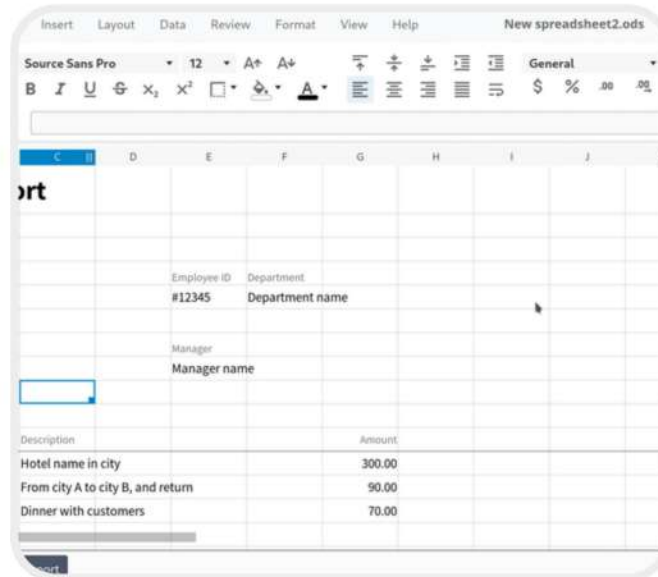 Insert Layout Data Review Format View Help New spreadsheet2.ods
Source Sans Pro 12 General
C D E F G H I J
ort
Employee ID Department
#12345 Department name
Manager
Manager name
Description Amount
Hotel name in city 300.00
From city A to city B, and return 90.00
Dinner with customers 70.00
port